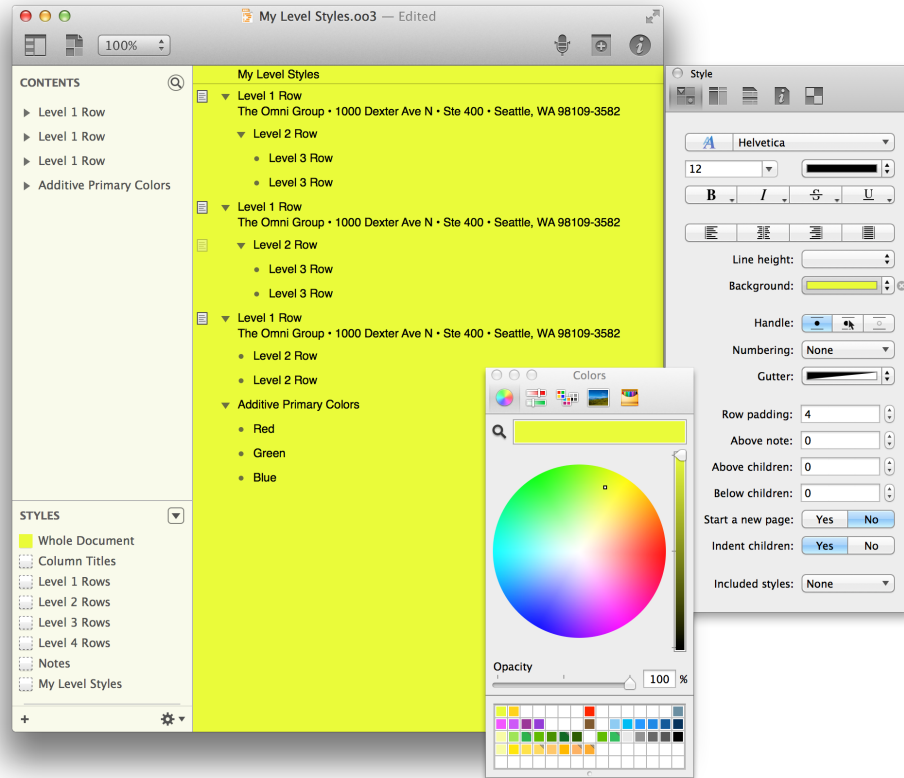 My Level Styles.oo3 — Edited
100%
CONTENTS
Level 1 Row
Level 1 Row
Level 1 Row
Additive Primary Colors
My Level Styles
Level 1 Row
The Omni Group • 1000 Dexter Ave N • Ste 400 • Seattle, WA 98109-3582
Level 2 Row
Level 3 Row
Level 3 Row
Level 1 Row
The Omni Group • 1000 Dexter Ave N • Ste 400 • Seattle, WA 98109-3582
Level 2 Row
Level 3 Row
Level 3 Row
Level 1 Row
The Omni Group • 1000 Dexter Ave N • Ste 400 • Seattle, WA 98109-3582
Level 2 Row
Level 2 Row
Additive Primary Colors
Red
Green
Blue
STYLES
Whole Document
Column Titles
Level 1 Rows
Level 2 Rows
Level 3 Rows
Level 4 Rows
Notes
My Level Styles
Style
A Helvetica
12
B I S U
Line height:
Background:
Handle:
Numbering: None
Gutter:
Row padding: 4
Above note: 0
Above children: 0
Below children: 0
Start a new page: Yes No
Indent children: Yes No
Included styles: None
Colors
Opacity
100 %